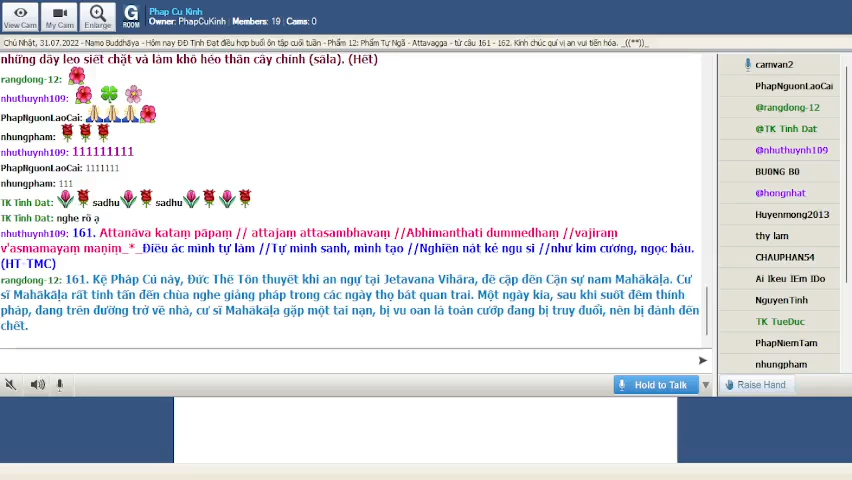 View Cam
My Cam
Enlarge
G
ROOM
Phap Cu Kinh
Owner: PhapCuKinh | Members: 19 | Cams: 0
Chủ Nhật, 31.07.2022 - Namo Buddhāya - Hôm nay ĐĐ Tịnh Đạt điều hợp buổi ôn tập cuối tuần - Phẩm 12: Phẩm Tự Ngã - Attavagga - từ câu 161 - 162. Kính chúc quí vị an vui tiến hóa. _((**))_
những dây leo siết chặt và làm khô héo thân cây chính (sāla). (Hết)
rangdong-12:
nhuthuynh109:
PhapNguonLaoCai:
nhungpham:
nhuthuynh109: 111111111
PhapNguonLaoCai: 1111111
nhungpham: 111
TK Tinh Dat: sadhu sadhu
TK Tinh Dat: nghe rõ ạ
nhuthuynh109: 161. Attanāva kataṃ pāpaṃ // attajaṃ attasambhavaṃ //Abhimanthati dummedhaṃ //vajiraṃ
v'asmamayaṃ maṇiṃ_*_Điều ác mình tự làm //Tự mình sanh, mình tạo //Nghiền nát kẻ ngu si //như kim cương, ngọc báu.
(HT-TMC)
rangdong-12: 161. Kệ Pháp Cú này, Đức Thế Tôn thuyết khi an ngự tại Jetavana Vihāra, đề cập đến Cận sự nam Mahākāḷa. Cư
sĩ Mahākāḷa rất tinh tấn đến chùa nghe giảng pháp trong các ngày thọ bát quan trai. Một ngày kia, sau khi suốt đêm thính
pháp, đang trên đường trở về nhà, cư sĩ Mahakāḷa gặp một tai nạn, bị vu oan là toán cướp đang bị truy đuổi, nên bị đánh đến
chết.
Hold to Talk
Raise Hand
camvan2
PhapNguonLaoCai
@rangdong-12
@TK Tinh Dat
@nhuthuynh109
BU0NG B0
@hongnhat
Huyenmong2013
thy lam
CHAUPHAN54
Ai Ikeu IEm IDo
NguyenTinh
TK TueDuc
PhapNiemTam
nhungpham